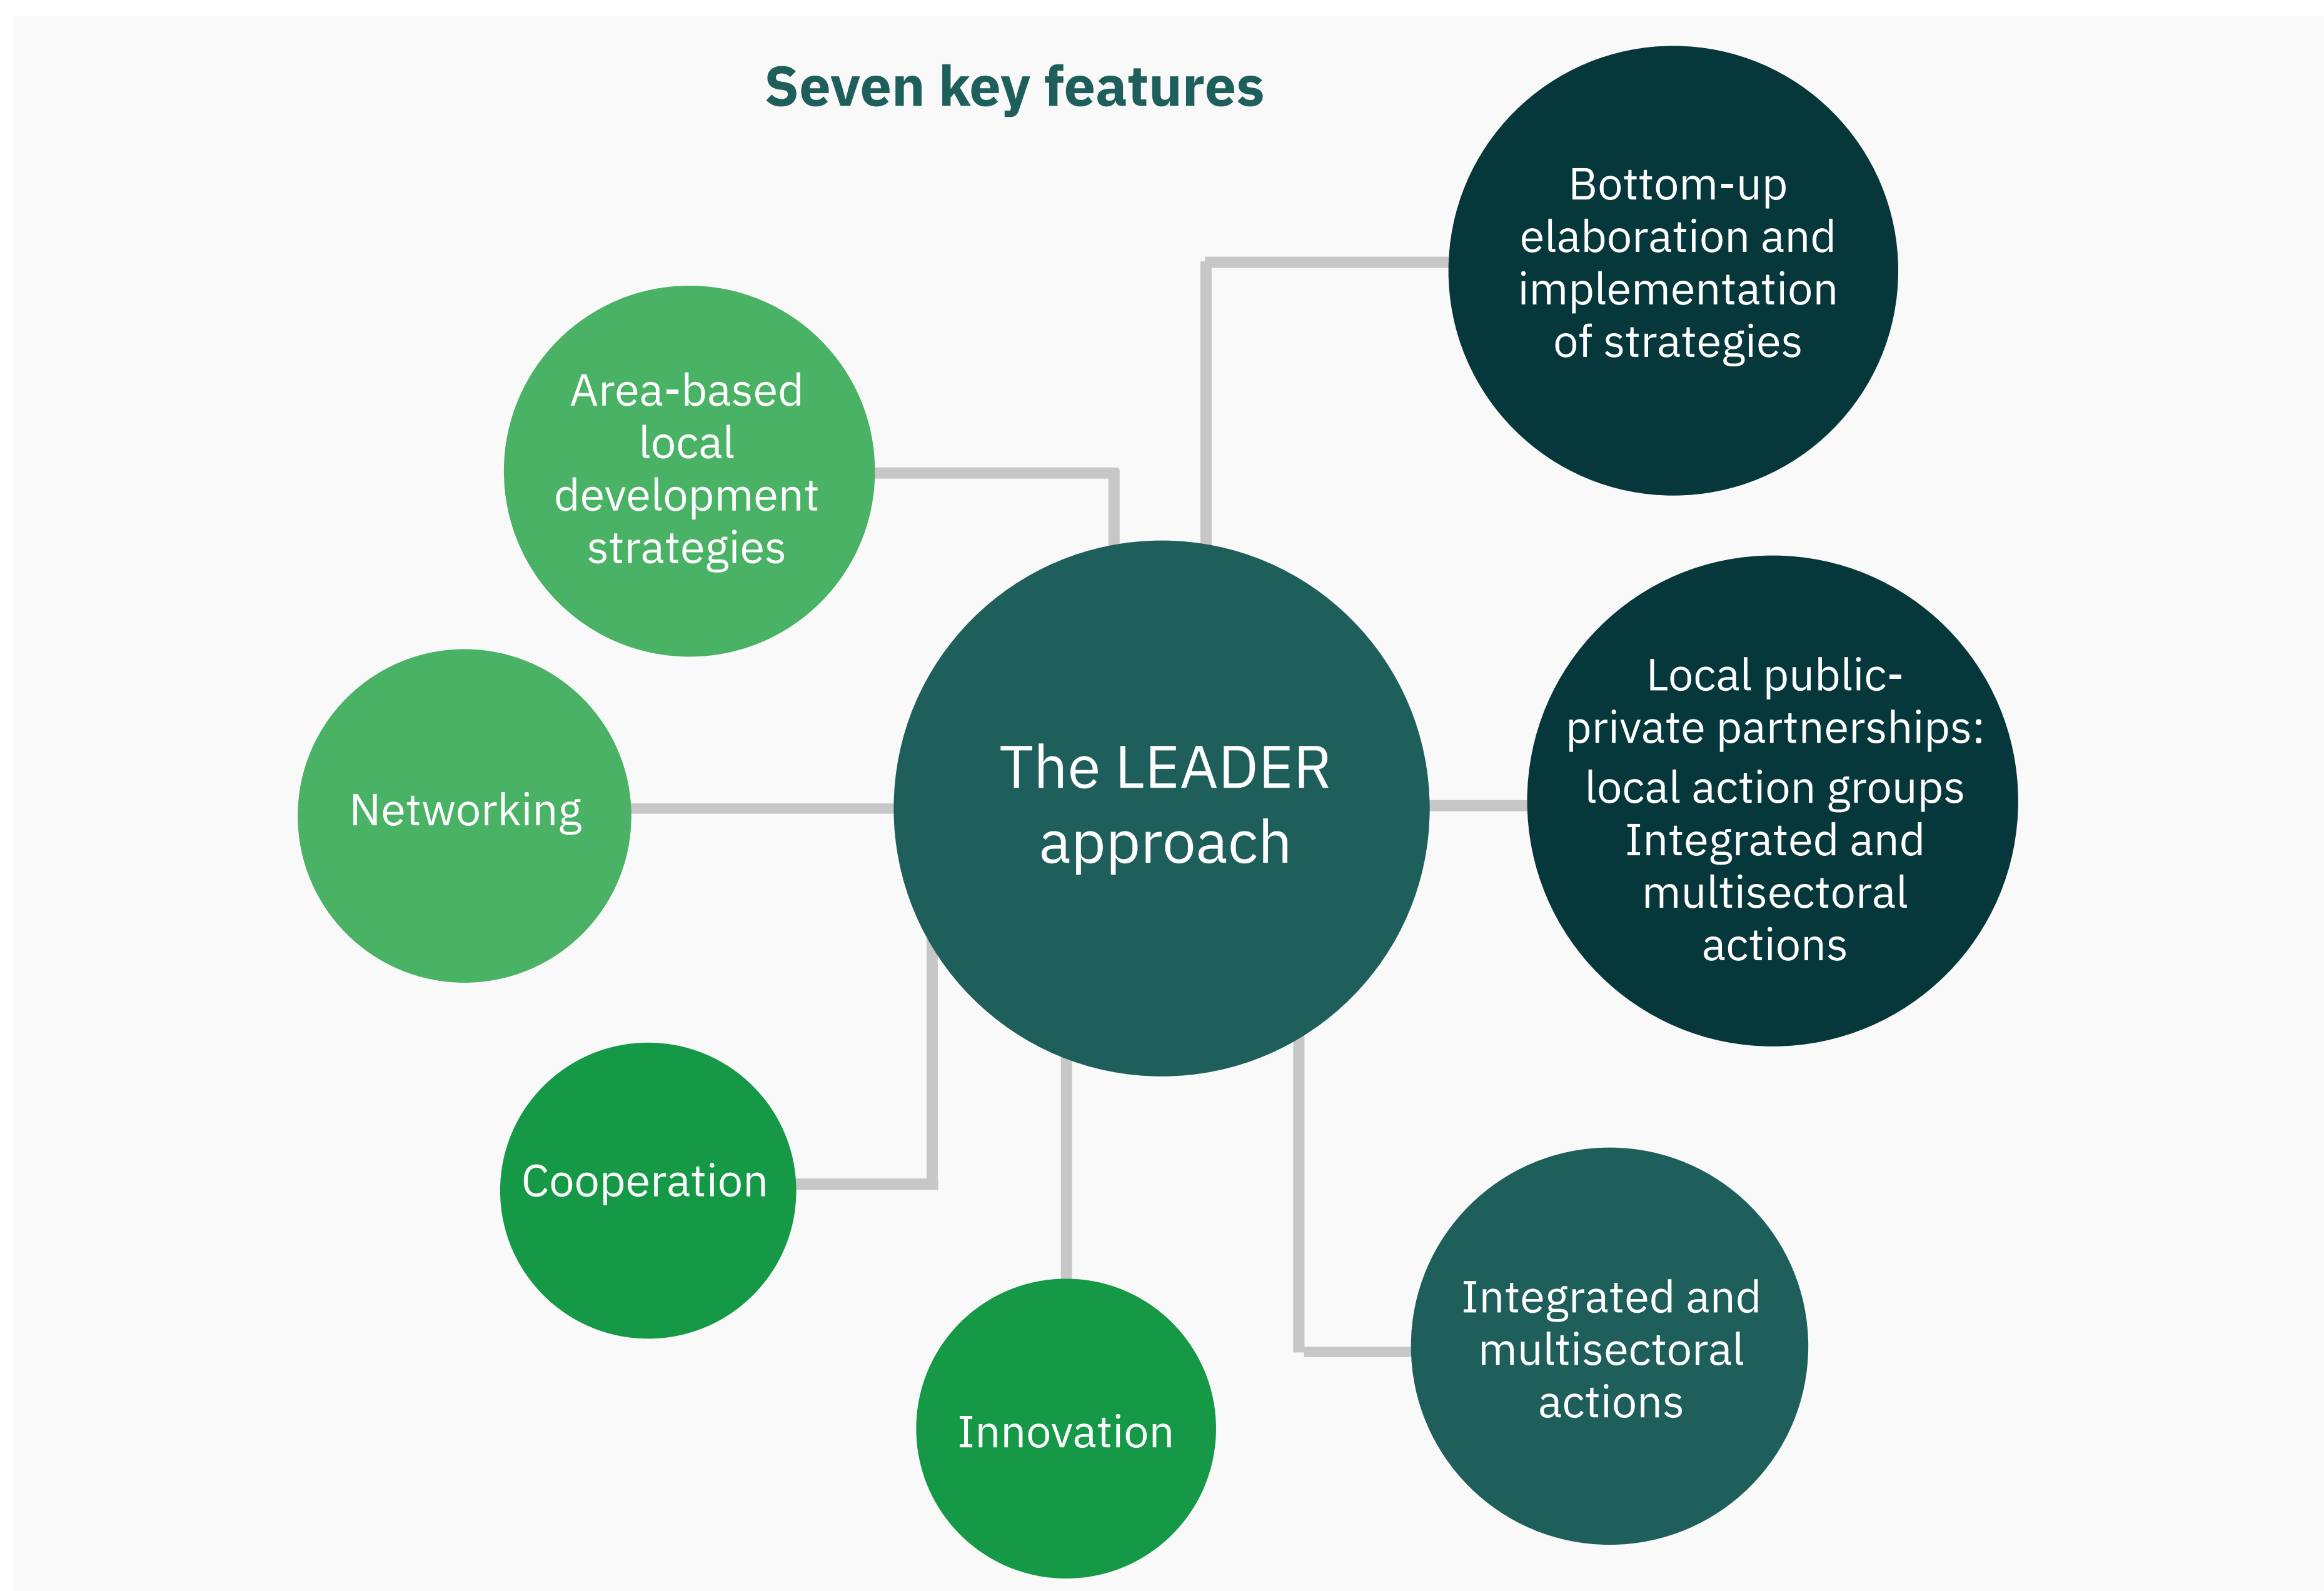 Seven key features
Bottom-up
elaboration and
implementation
of strategies
Area-based
local
development
strategies
Local public-
private partnerships:
local action groups
Integrated and
multisectoral
actions
The LEADER
approach
Networking
Cooperation
Integrated and
multisectoral
actions
Innovation